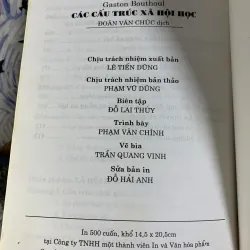 Gaston Bouthoul
CÁC CẤU TRÚC XÃ HỘI HỌC
ĐOÀN VĂN CHÚC dịch
Chịu trách nhiệm xuất bản
LÊ TIẾN DŨNG
Chịu trách nhiệm bản thảo
PHẠM VŨ DŨNG
Biên tập
ĐỖ LAI THÚY
Trình bày
PHẠM VĂN CHÍNH
Vẽ bìa
TRẦN QUANG VINH
Sửa bản in
ĐỖ HẢI ANH
In 500 cuốn, khổ 14,5 x 20,5cm
tại Công ty TNHH một thành viên In và Văn hóa phẩm